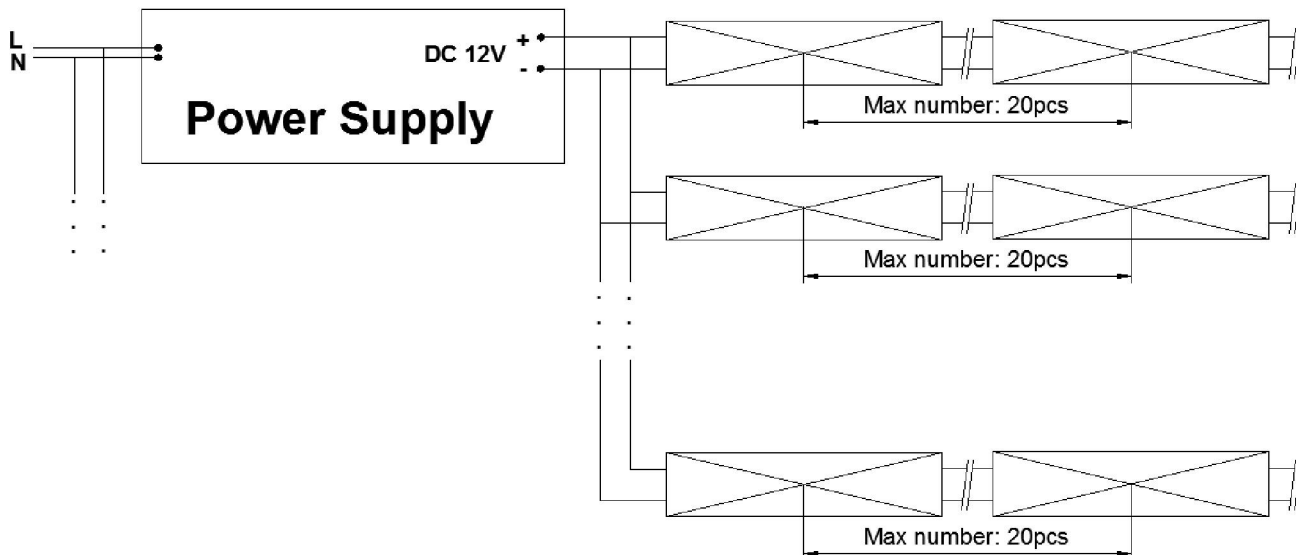 L
N
+
DC 12V
-
Power Supply
Max number: 20pcs
Max number: 20pcs
Max number: 20pcs